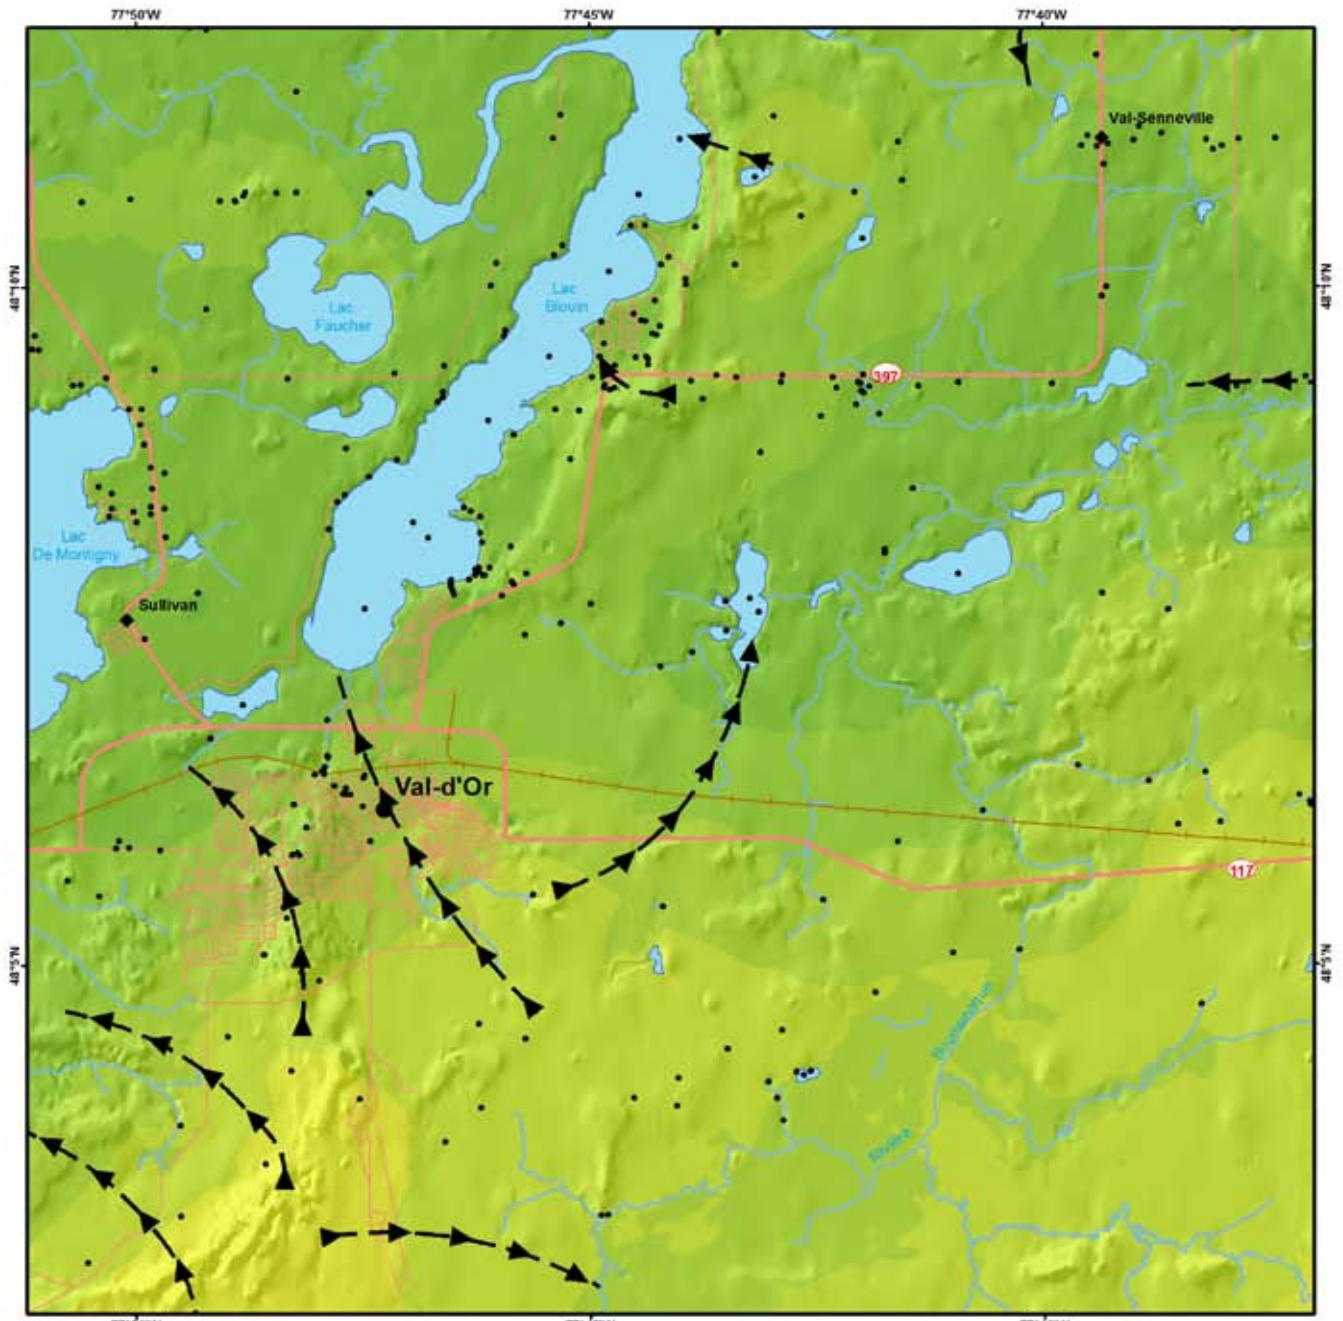 77°50'W
77°45'W
77°40'W
Val-Senneville
48°10'N
48°10'N
Lac
Blouin
Lac
Faucher
397
Lac
De Montigny
Sullivan
Val-d'Or
117
48°5'N
48°5'N
Rivière